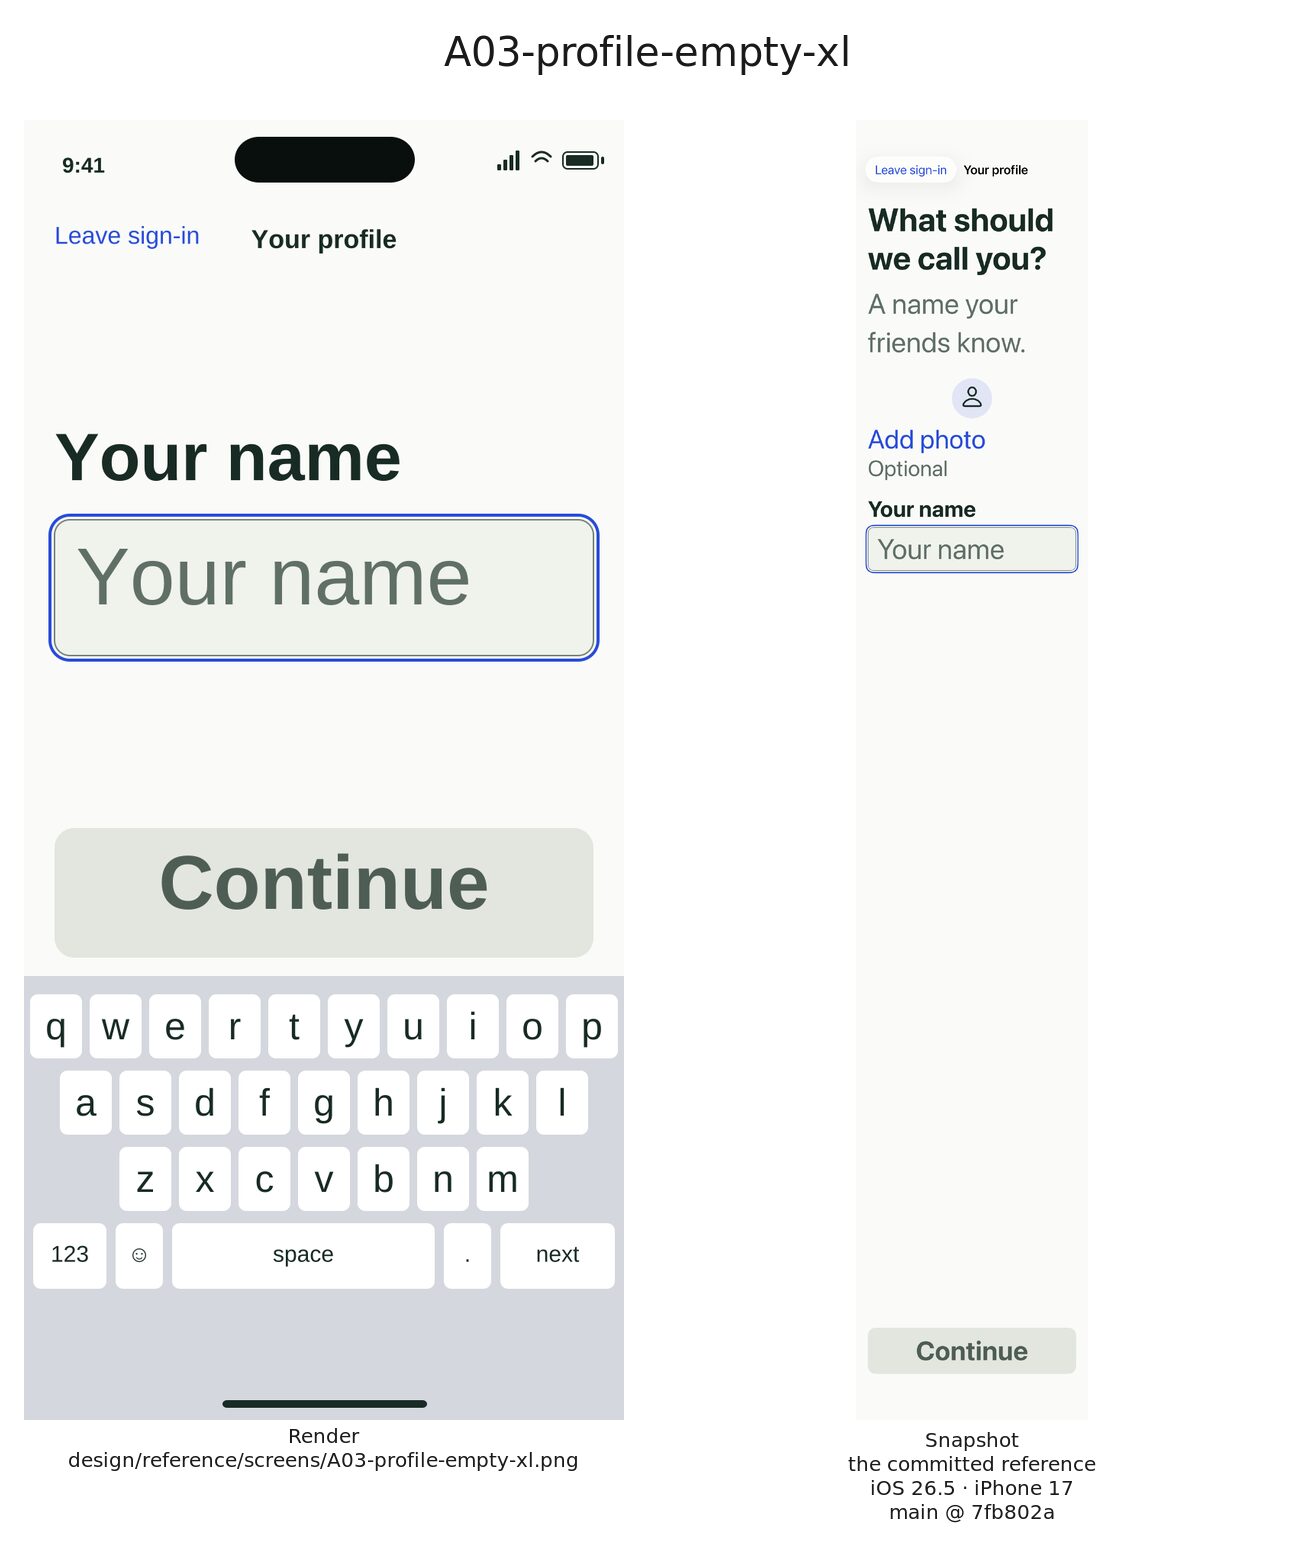 A03-profile-empty-xl
9:41
Leave sign-in
Your profile
Your name
Your name
Continue
q w e r t y u i o p
a s d f g h j k l
z x c v b n m
123 ☺ space . next
Render
design/reference/screens/A03-profile-empty-xl.png
Leave sign-in
Your profile
What should
we call you?
A name your
friends know.
Add photo
Optional
Your name
Your name
Continue
Snapshot
the committed reference
iOS 26.5 · iPhone 17
main @ 7fb802a